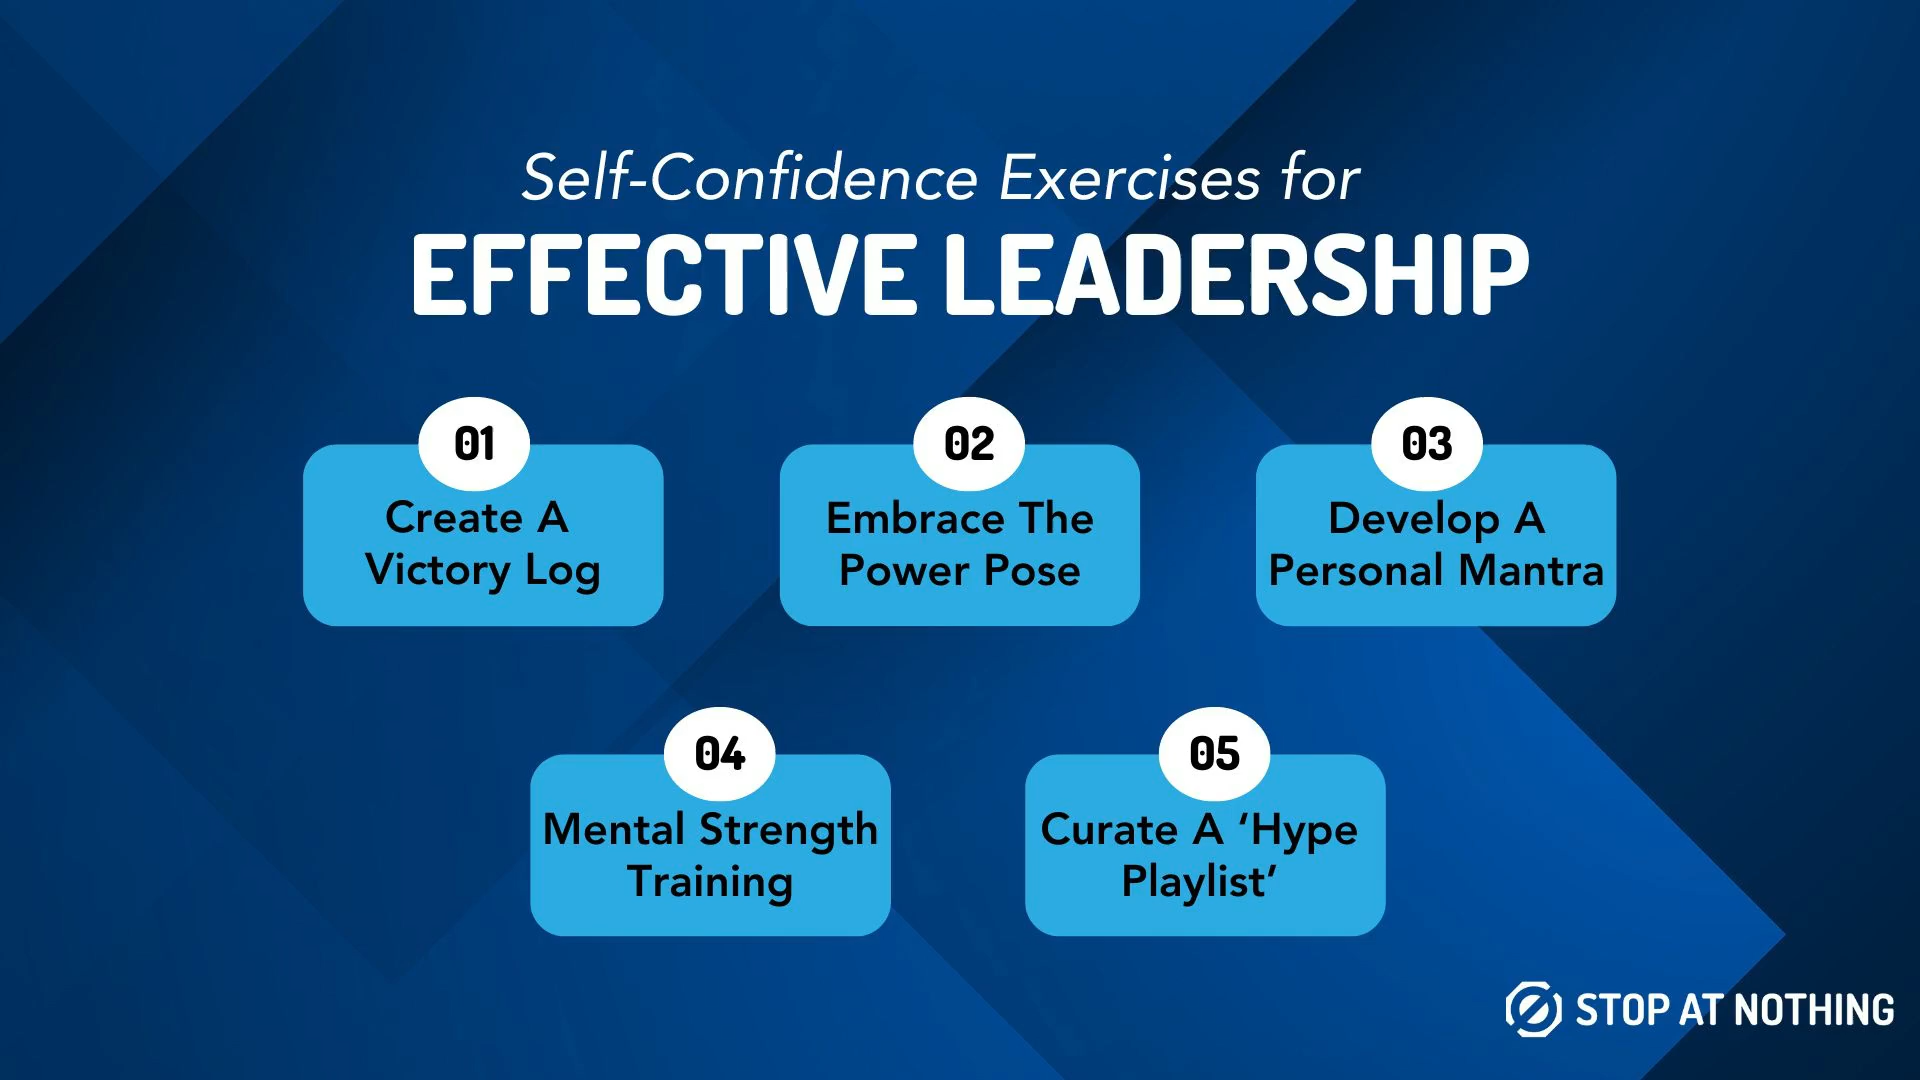 Self-Confidence Exercises for
EFFECTIVE LEADERSHIP
01
Create A
Victory Log
02
Embrace The
Power Pose
03
Develop A
Personal Mantra
04
Mental Strength
Training
05
Curate A ‘Hype
Playlist’
STOP AT NOTHING